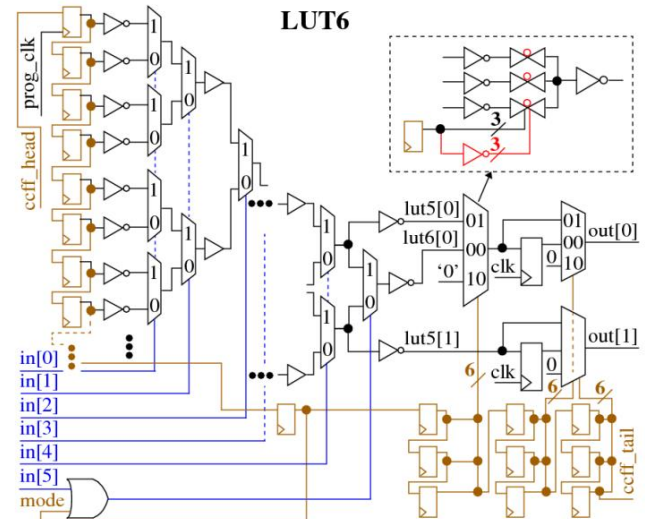 LUT6
prog_clk
ccff_head
1
0
1
0
1
0
1
0
1
0
1
0
1
0
3
3
1
0
1
0
1
0
lut5[0]
lut6[0]
'0'
01
00
10
clk
0
01
00
10
out[0]
lut5[1]
clk
0
out[1]
6
6
6
in[0]
in[1]
in[2]
in[3]
in[4]
in[5]
mode
ccff_tail